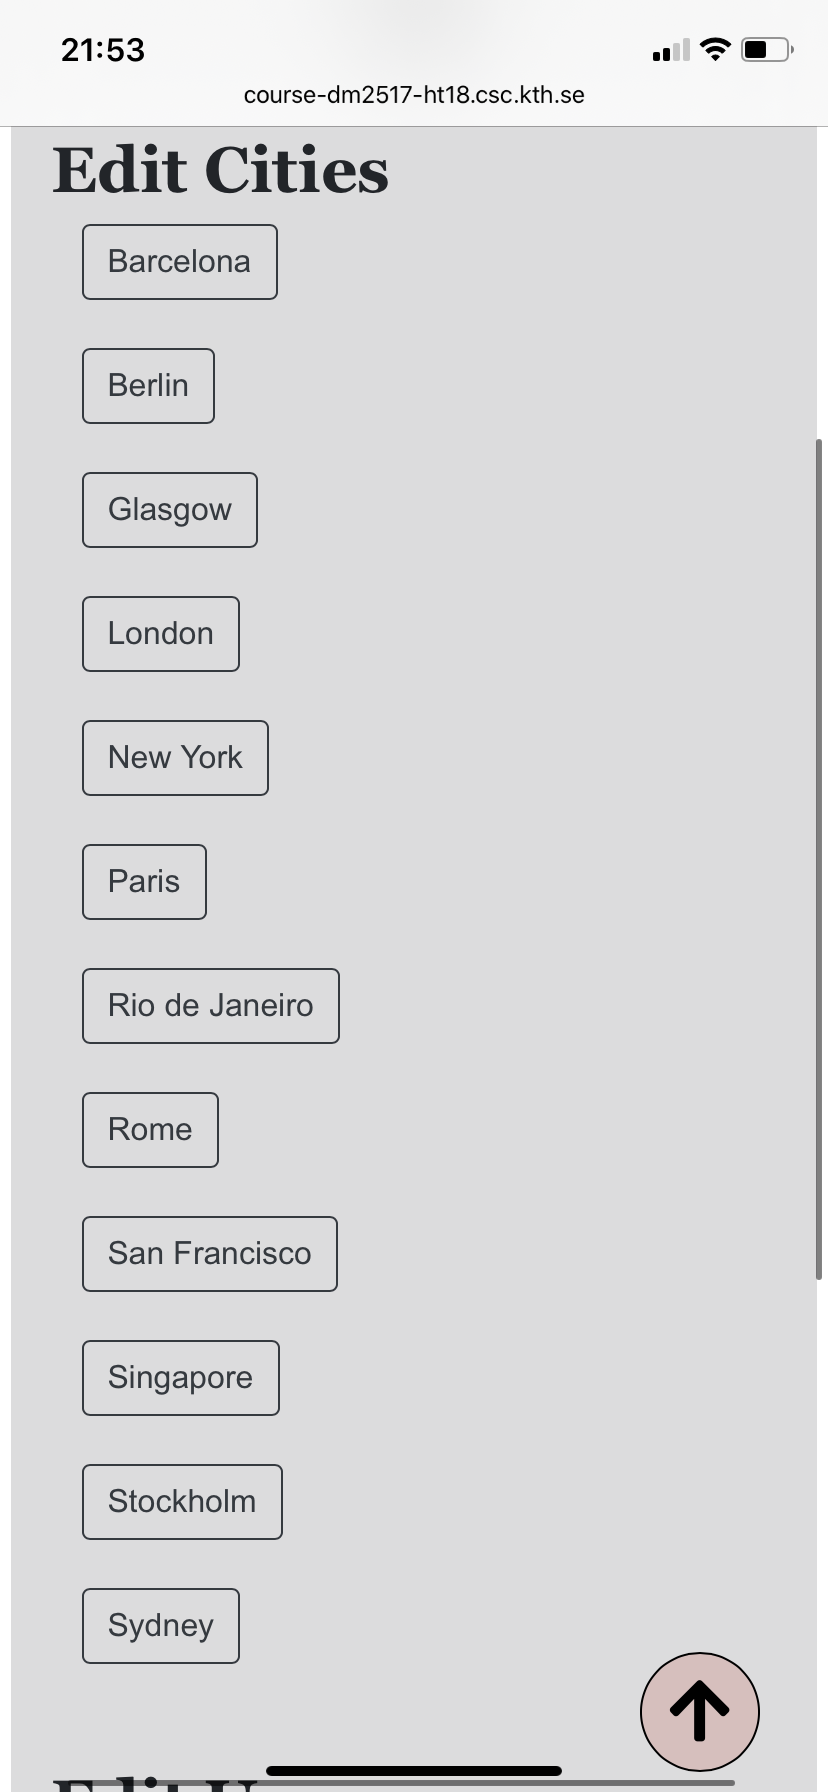 21:53
course-dm2517-ht18.csc.kth.se
Edit Cities
Barcelona
Berlin
Glasgow
London
New York
Paris
Rio de Janeiro
Rome
San Francisco
Singapore
Stockholm
Sydney
Edit